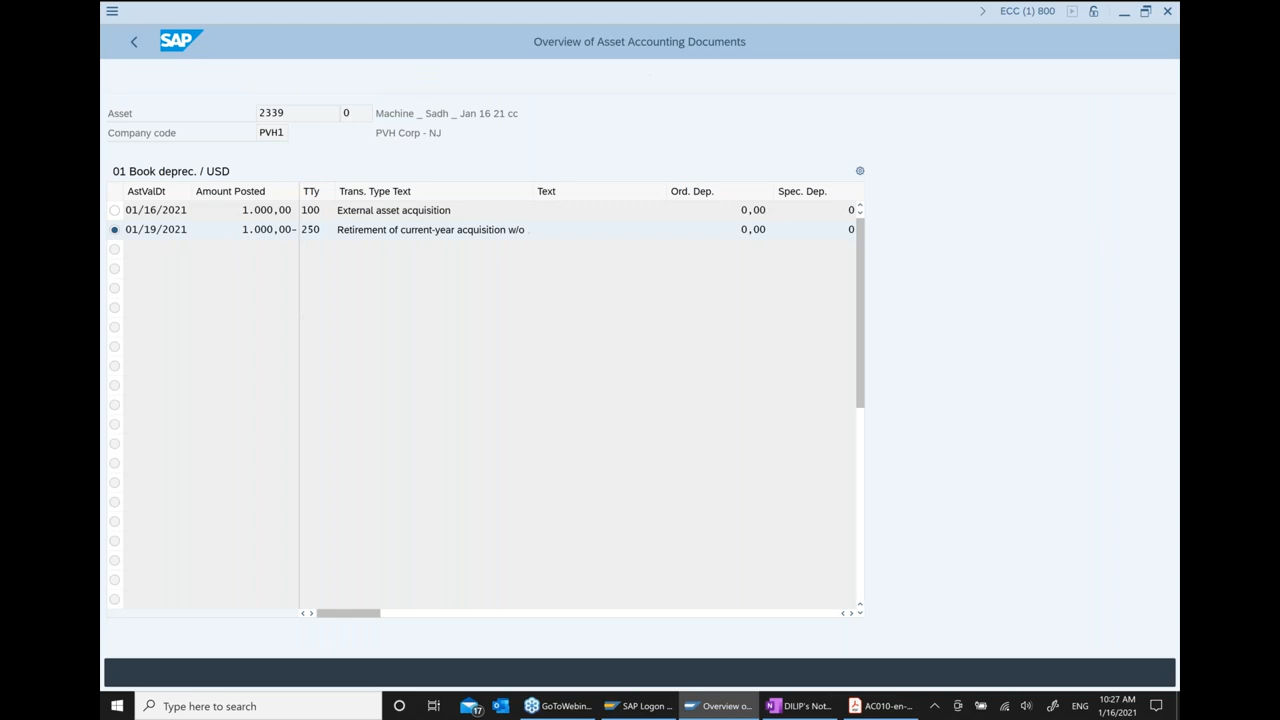 ECC (1) 800
SAP
Overview of Asset Accounting Documents
Asset 2339 0 Machine _ Sadh _ Jan 16 21 cc
Company code PVH1 PVH Corp - NJ
01 Book deprec. / USD
AstValDt Amount Posted TTy Trans. Type Text Text Ord. Dep. Spec. Dep.
01/16/2021 1.000,00 100 External asset acquisition 0,00 0
01/19/2021 1.000,00- 250 Retirement of current-year acquisition w/o 0,00 0
Type here to search 17 GoToWebin... SAP Logon ... Overview o... DILIP's Not... AC010-en-... ENG 10:27 AM
1/16/2021